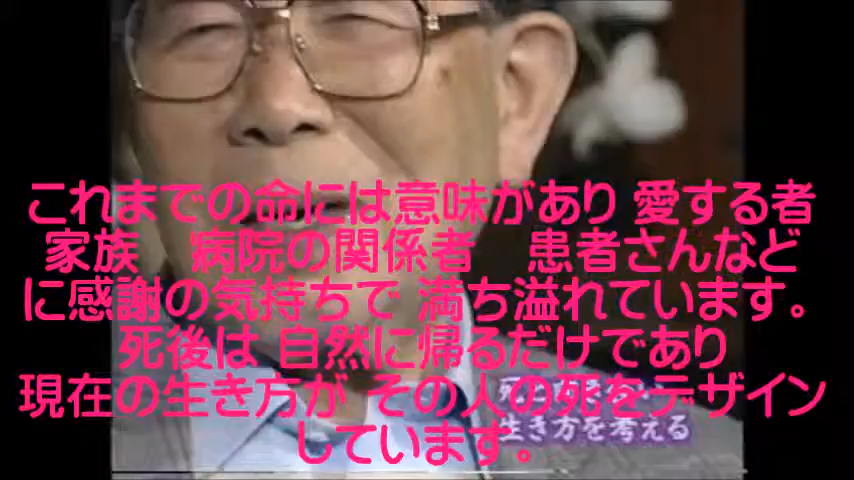 これまでの命には意味があり 愛する者
家族 病院の関係者 患者さんなど
に感謝の気持ちで 満ち溢れています。
死後は 自然に帰るだけであり
現在の生き方が その人の死をデザイン
しています。
生き方を考える